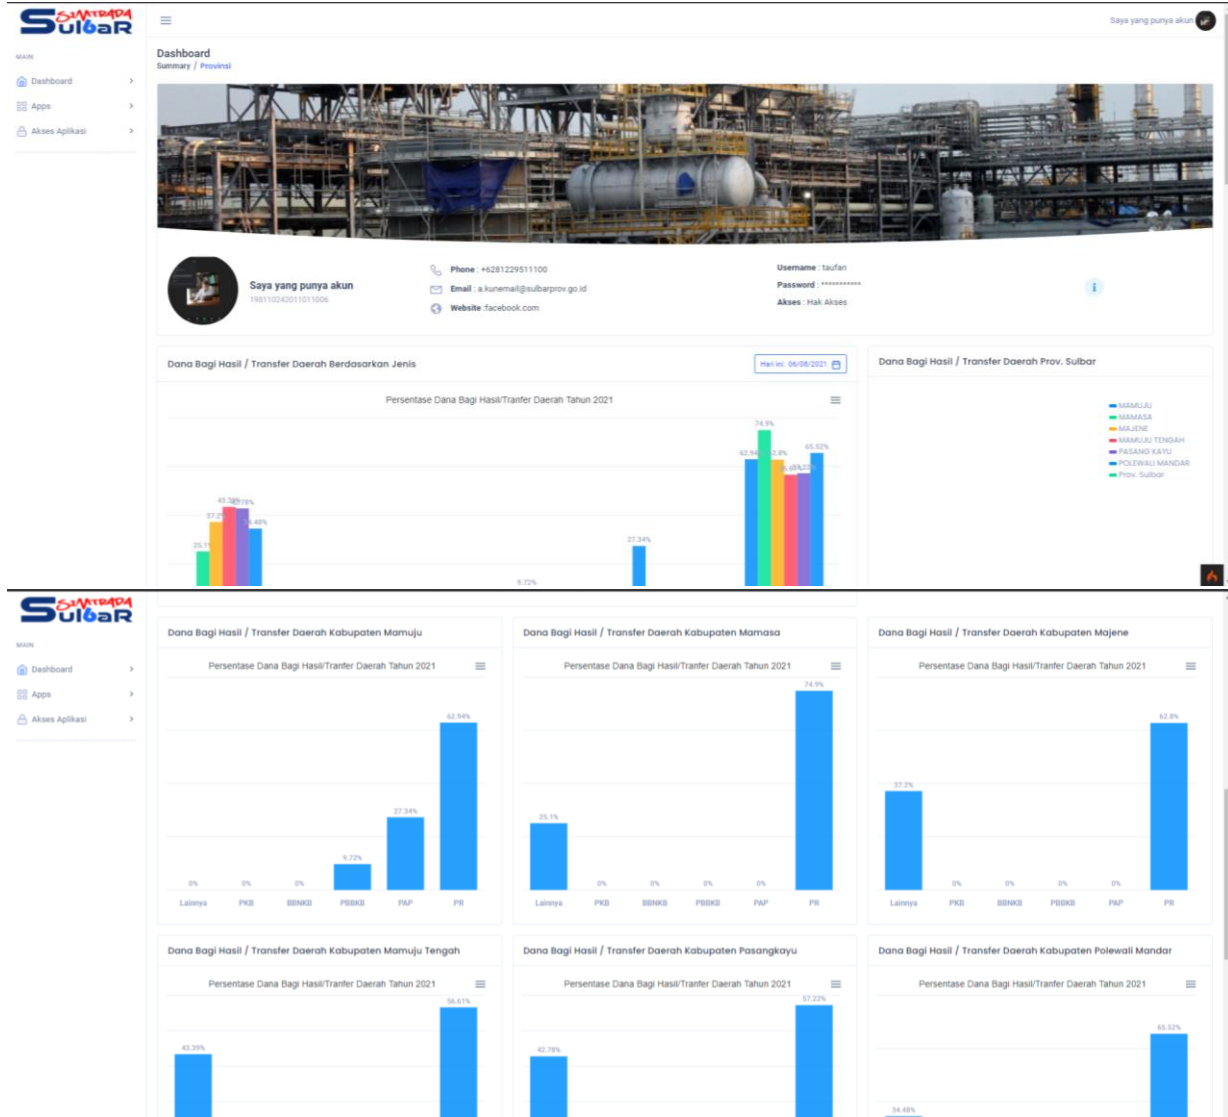 SIMTRADA
SulbaR
Saya yang punya akun
MAIN
Dashboard
Apps
Akses Aplikasi
Dashboard
Summary / Provinsi
Saya yang punya akun
198110242011011006
Phone : +6281229511100
Email : a.kunemail@sulbarprov.go.id
Website :facebook.com
Username : taufan
Password : ***********
Akses : Hak Akses
Dana Bagi Hasil / Transfer Daerah Berdasarkan Jenis
Hari ini: 06/08/2021
Persentase Dana Bagi Hasil/Tranfer Daerah Tahun 2021
74.9%
62.94%
65.52%
27.34%
9.72%
Dana Bagi Hasil / Transfer Daerah Prov. Sulbar
MAMUJU
MAMASA
MAJENE
MAMUJU TENGAH
PASANG KAYU
POLEWALI MANDAR
Prov. Sulbar
SIMTRADA
SulbaR
MAIN
Dashboard
Apps
Akses Aplikasi
Dana Bagi Hasil / Transfer Daerah Kabupaten Mamuju
Persentase Dana Bagi Hasil/Tranfer Daerah Tahun 2021
62.94%
27.34%
9.72%
0% 0% 0%
Lainnya PKB BBNKB PBBKB PAP PR
Dana Bagi Hasil / Transfer Daerah Kabupaten Mamasa
Persentase Dana Bagi Hasil/Tranfer Daerah Tahun 2021
74.9%
25.1%
0% 0% 0% 0%
Lainnya PKB BBNKB PBBKB PAP PR
Dana Bagi Hasil / Transfer Daerah Kabupaten Majene
Persentase Dana Bagi Hasil/Tranfer Daerah Tahun 2021
62.8%
37.2%
0% 0% 0% 0%
Lainnya PKB BBNKB PBBKB PAP PR
Dana Bagi Hasil / Transfer Daerah Kabupaten Mamuju Tengah
Persentase Dana Bagi Hasil/Tranfer Daerah Tahun 2021
56.61%
43.39%
Dana Bagi Hasil / Transfer Daerah Kabupaten Pasangkayu
Persentase Dana Bagi Hasil/Tranfer Daerah Tahun 2021
57.22%
42.78%
Dana Bagi Hasil / Transfer Daerah Kabupaten Polewali Mandar
Persentase Dana Bagi Hasil/Tranfer Daerah Tahun 2021
65.52%
34.48%